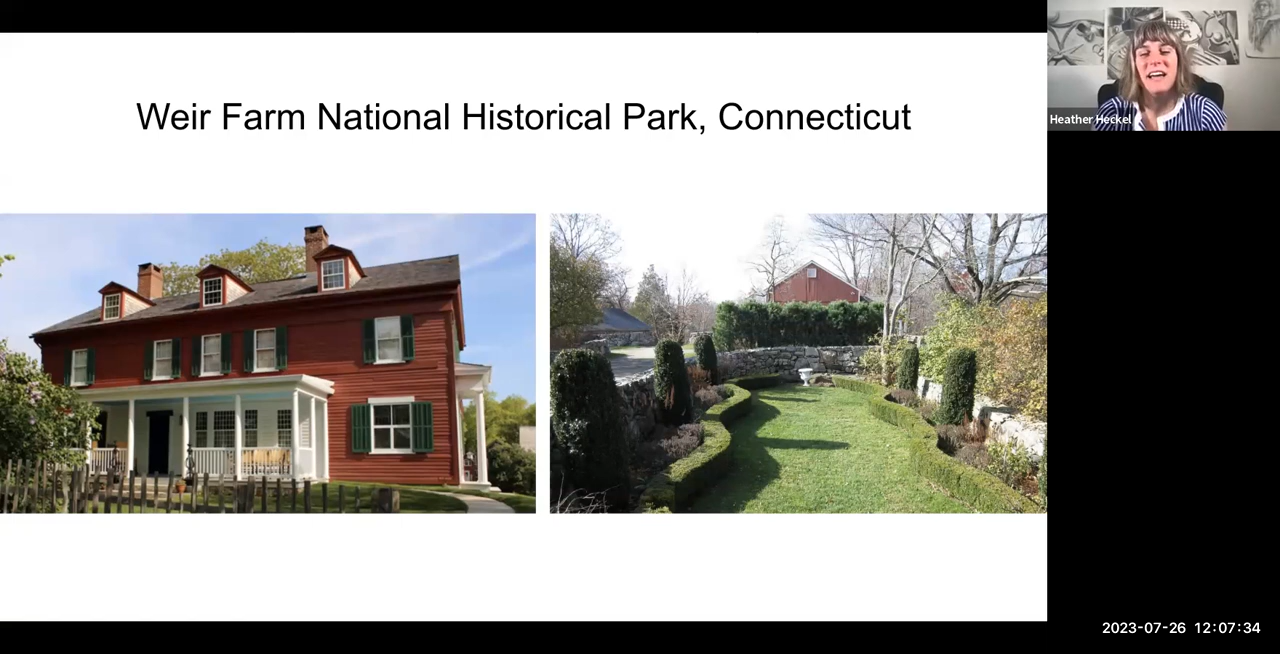 Weir Farm National Historical Park, Connecticut
Heather Heckel
2023-07-26 12:07:34